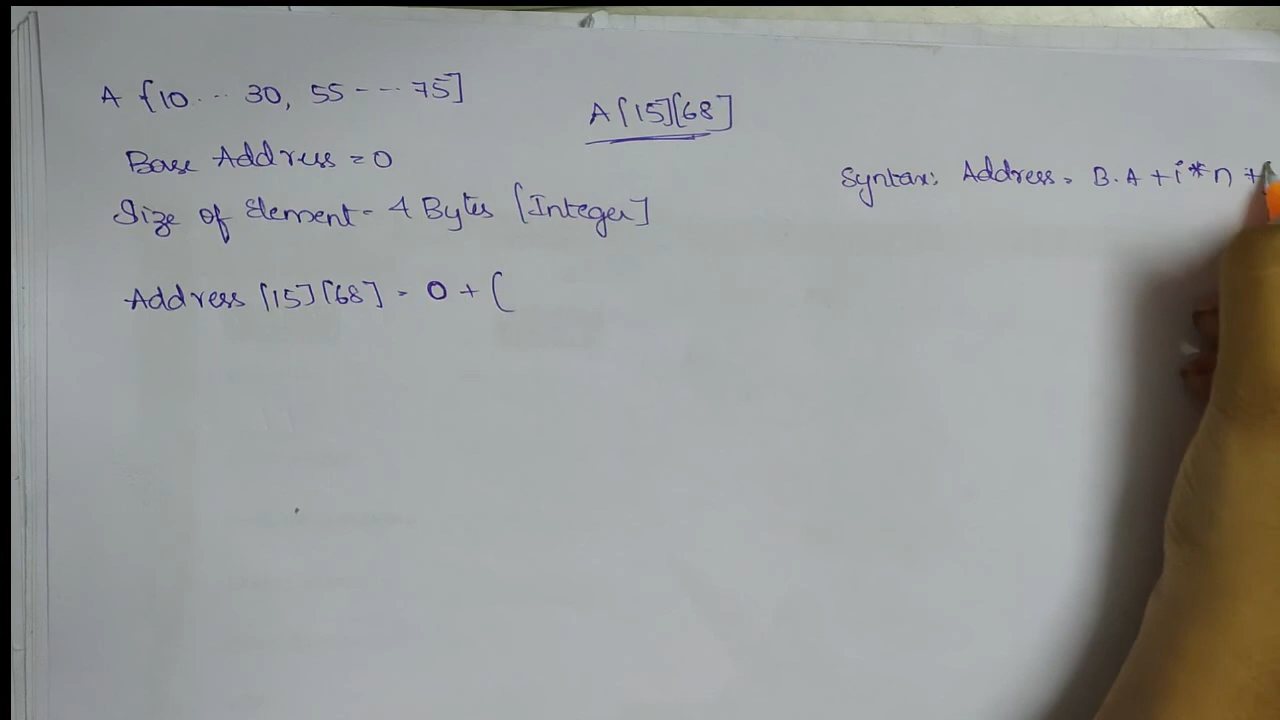 A [10 ... 30, 55 --- 75]
A[15][68]
Base Address = 0
Syntax: Address = B.A + i * n +
Size of Element - 4 Bytes [Integer]
Address [15][68] = 0 + (